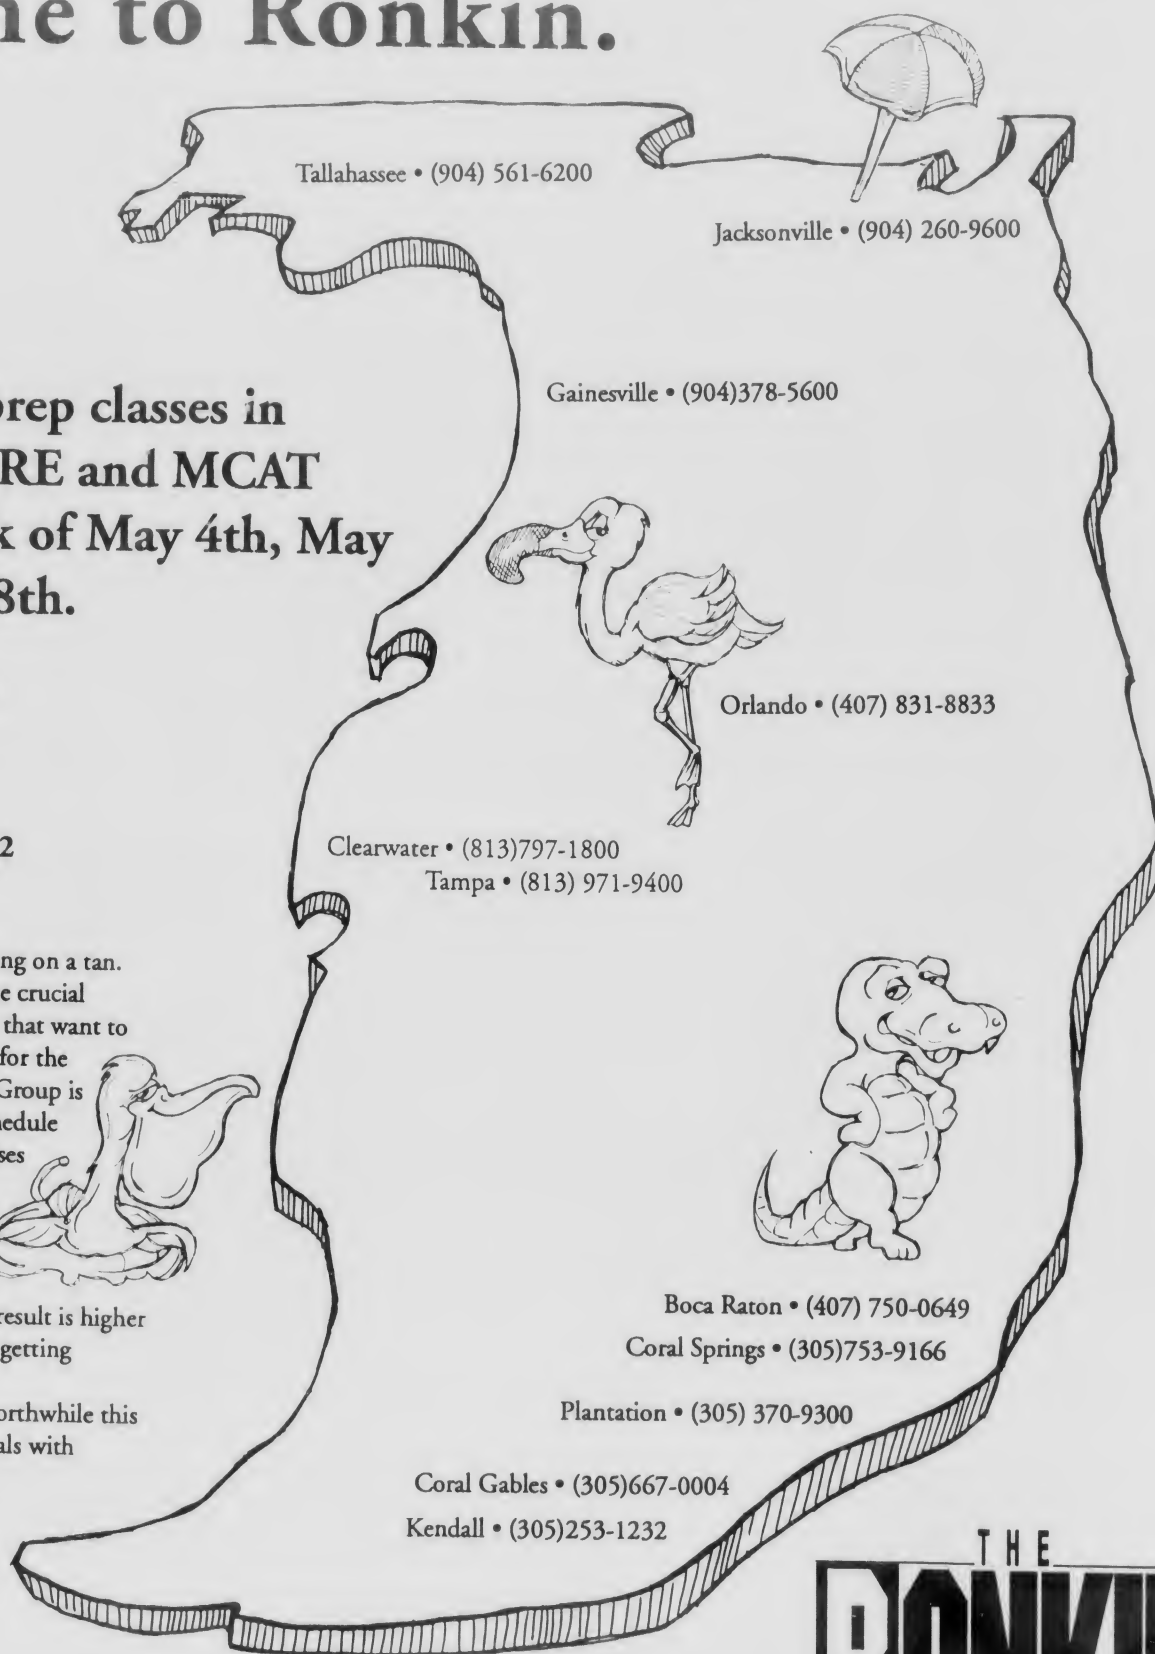 ne to Ronkin.
Tallahassee • (904) 561-6200
Jacksonville • (904) 260-9600
Gainesville • (904)378-5600
prep classes in
RE and MCAT
k of May 4th, May
8th.
Orlando • (407) 831-8833
2
Clearwater • (813)797-1800
Tampa • (813) 971-9400
ng on a tan.
e crucial
that want to
for the
Group is
hedule
ses
Boca Raton • (407) 750-0649
result is higher
getting
Coral Springs • (305)753-9166
Plantation • (305) 370-9300
orthwhile this
als with
Coral Gables • (305)667-0004
Kendall • (305)253-1232
THE
RONKIN